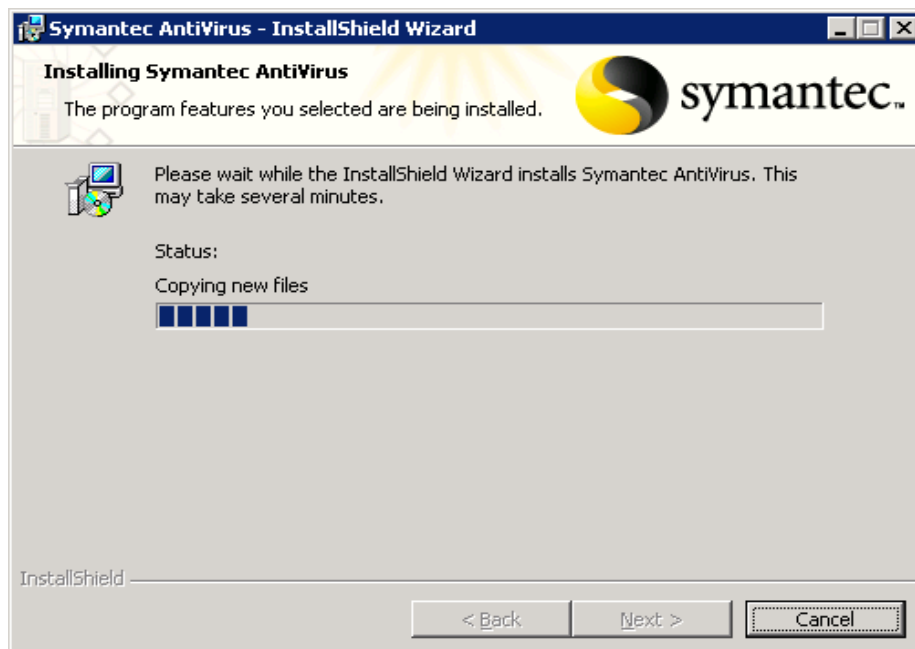 Symantec AntiVirus - InstallShield Wizard
Installing Symantec AntiVirus
The program features you selected are being installed.
symantec™
Please wait while the InstallShield Wizard installs Symantec AntiVirus. This
may take several minutes.
Status:
Copying new files
InstallShield
< Back
Next >
Cancel